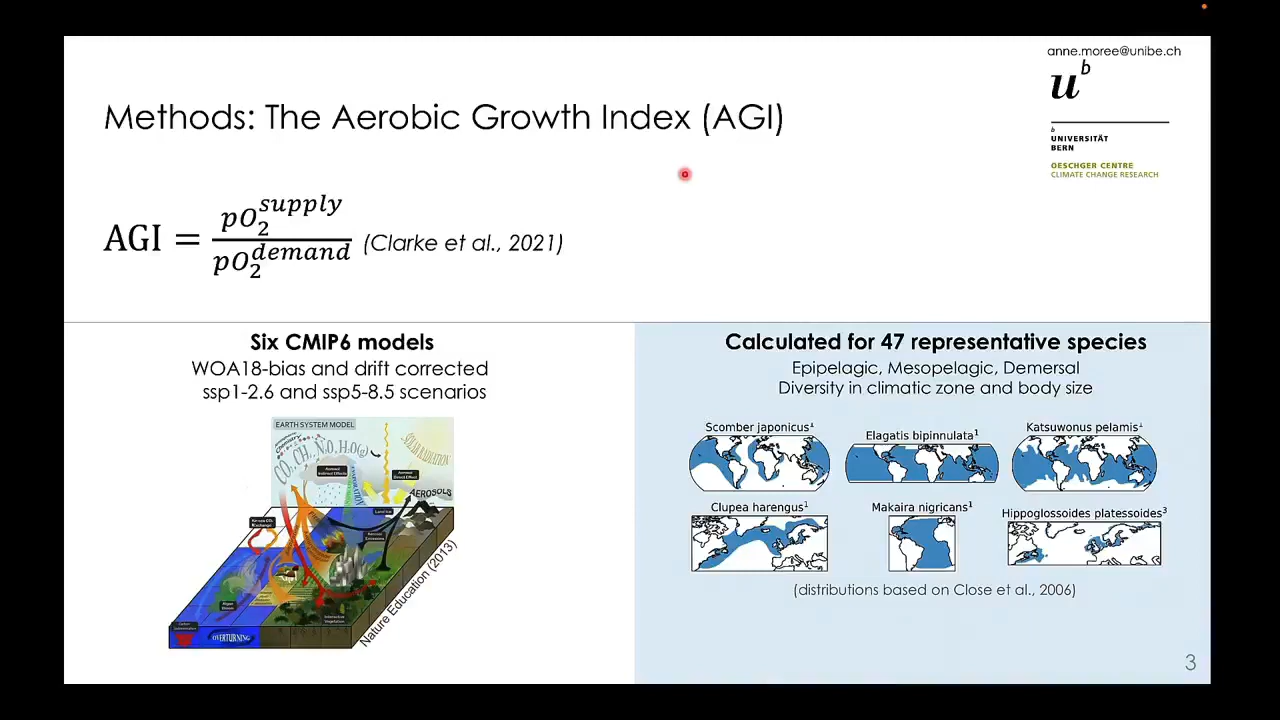 anne.moree@unibe.ch
u^b
b
UNIVERSITÄT
BERN
OESCHGER CENTRE
CLIMATE CHANGE RESEARCH
Methods: The Aerobic Growth Index (AGI)
AGI = pO₂^supply / pO₂^demand (Clarke et al., 2021)
Six CMIP6 models
WOA18-bias and drift corrected
ssp1-2.6 and ssp5-8.5 scenarios
EARTH SYSTEM MODEL
SOLAR RADIATION
AEROSOLS
OVERTURNING
Nature Education (2013)
Calculated for 47 representative species
Epipelagic, Mesopelagic, Demersal
Diversity in climatic zone and body size
Scomber japonicus¹
Elagatis bipinnulata¹
Katsuwonus pelamis¹
Clupea harengus¹
Makaira nigricans¹
Hippoglossoides platessoides³
(distributions based on Close et al., 2006)
3